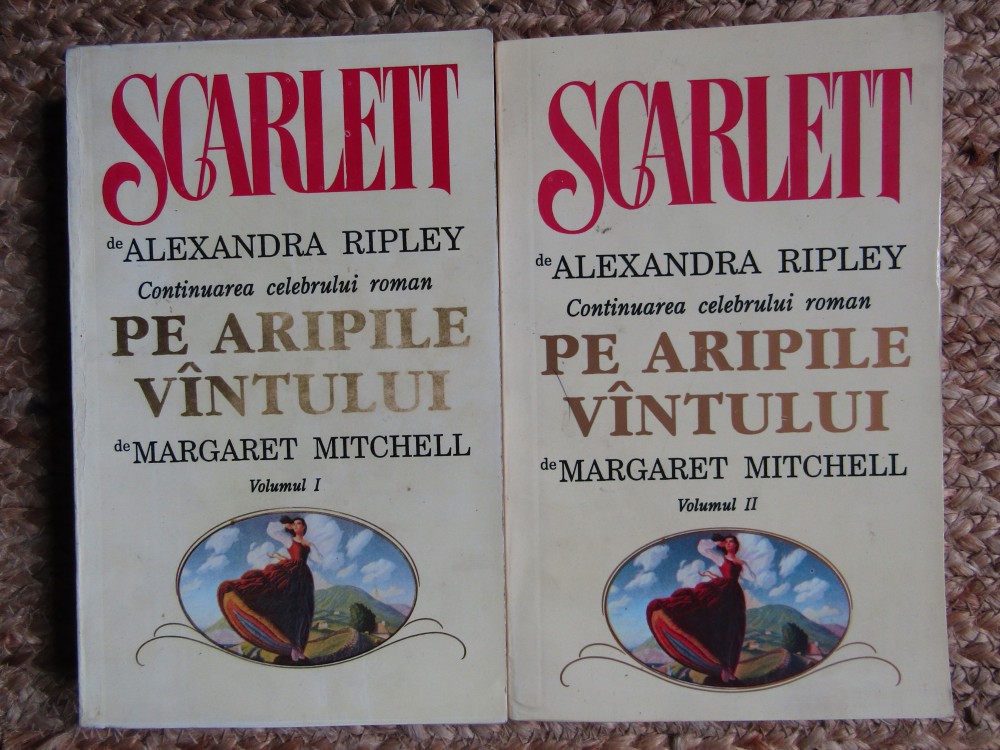 SCARLETT
de ALEXANDRA RIPLEY
Continuarea celebrului roman
PE ARIPILE
VÎNTULUI
de MARGARET MITCHELL
Volumul I
SCARLETT
de ALEXANDRA RIPLEY
Continuarea celebrului roman
PE ARIPILE
VÎNTULUI
de MARGARET MITCHELL
Volumul II